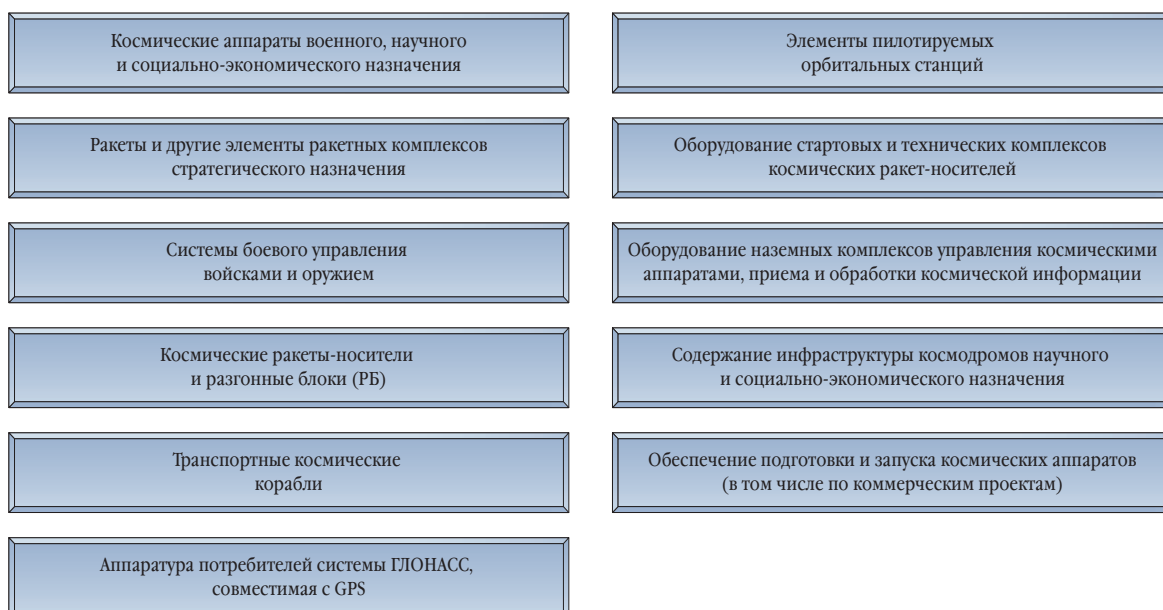 Космические аппараты военного, научного
и социально-экономического назначения
Ракеты и другие элементы ракетных комплексов
стратегического назначения
Системы боевого управления
войсками и оружием
Космические ракеты-носители
и разгонные блоки (РБ)
Транспортные космические
корабли
Аппаратура потребителей системы ГЛОНАСС,
совместимая с GPS
Элементы пилотируемых
орбитальных станций
Оборудование стартовых и технических комплексов
космических ракет-носителей
Оборудование наземных комплексов управления космическими
аппаратами, приема и обработки космической информации
Содержание инфраструктуры космодромов научного
и социально-экономического назначения
Обеспечение подготовки и запуска космических аппаратов
(в том числе по коммерческим проектам)